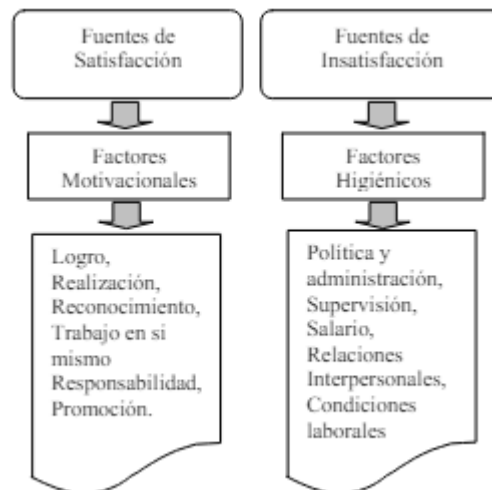 Fuentes de
Satisfacción
Factores
Motivacionales
Logro,
Realización,
Reconocimiento,
Trabajo en si
mismo
Responsabilidad,
Promoción.
Fuentes de
Insatisfacción
Factores
Higiénicos
Política y
administración,
Supervisión,
Salario,
Relaciones
Interpersonales,
Condiciones
laborales